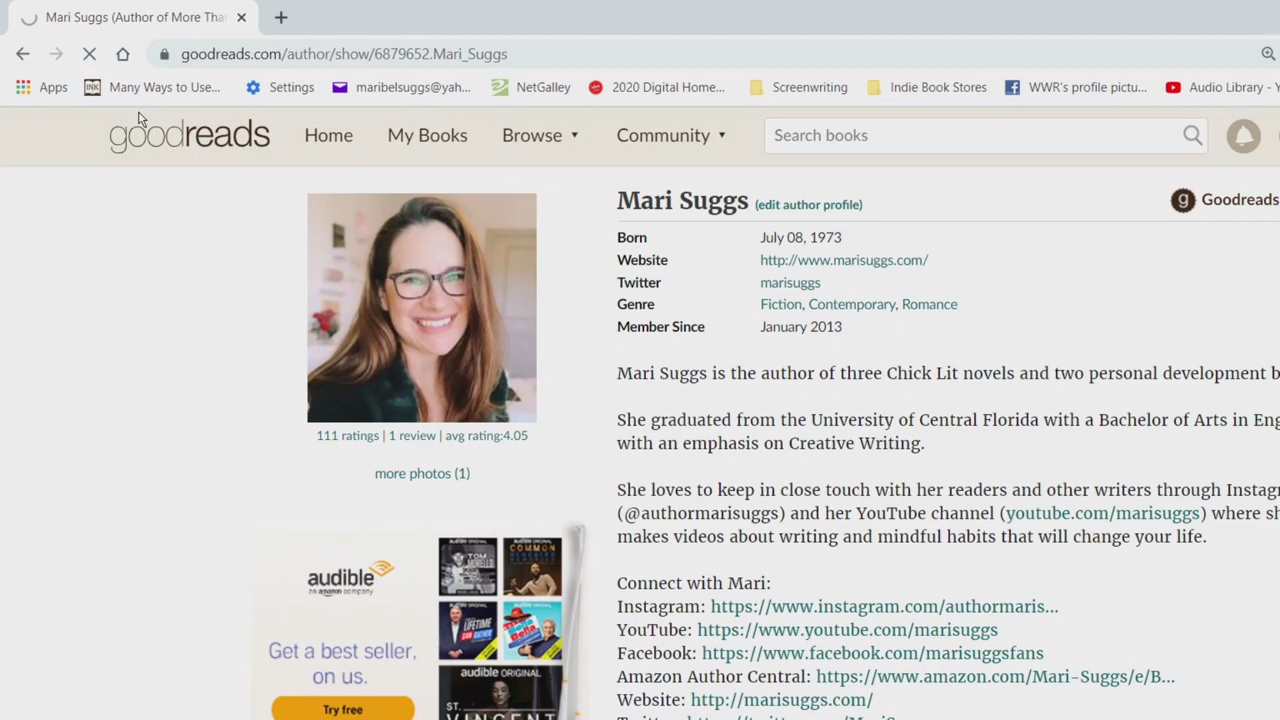 Mari Suggs (Author of More Tha
goodreads.com/author/show/6879652.Mari_Suggs
Apps INK Many Ways to Use... Settings maribelsuggs@yah... NetGalley 2020 Digital Home... Screenwriting Indie Book Stores WWR's profile pictu... Audio Library - Y
goodreads Home My Books Browse ▼ Community ▼ Search books
Mari Suggs (edit author profile) g Goodreads
Born July 08, 1973
Website http://www.marisuggs.com/
Twitter marisuggs
Genre Fiction, Contemporary, Romance
Member Since January 2013
Mari Suggs is the author of three Chick Lit novels and two personal development b
She graduated from the University of Central Florida with a Bachelor of Arts in Eng
with an emphasis on Creative Writing.
She loves to keep in close touch with her readers and other writers through Instag
(@authormarisuggs) and her YouTube channel (youtube.com/marisuggs) where sh
makes videos about writing and mindful habits that will change your life.
Connect with Mari:
Instagram: https://www.instagram.com/authormaris...
YouTube: https://www.youtube.com/marisuggs
Facebook: https://www.facebook.com/marisuggsfans
Amazon Author Central: https://www.amazon.com/Mari-Suggs/e/B...
Website: http://marisuggs.com/
111 ratings | 1 review | avg rating:4.05
more photos (1)
audible
an amazon company
Get a best seller,
on us.
Try free
TOM
MORELLO
COMMON
audible ORIGINAL
ST.
VINCENT